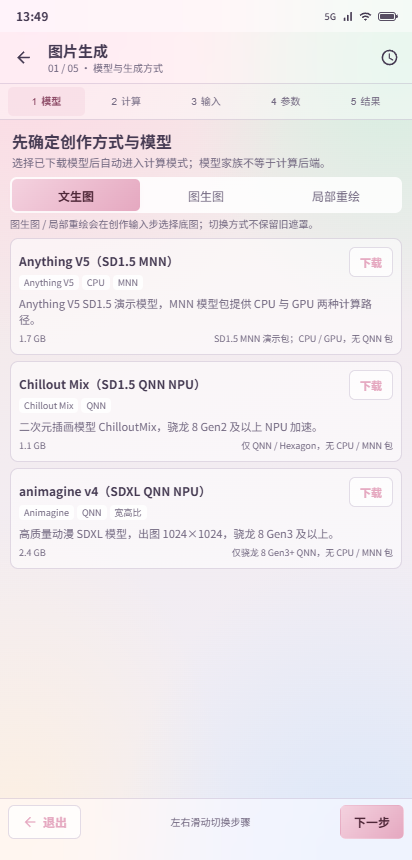 13:49
5G
图片生成
01 / 05 • 模型与生成方式
1 模型
2 计算
3 输入
4 参数
5 结果
先确定创作方式与模型
选择已下载模型后自动进入计算模式；模型家族不等于计算后端。
文生图
图生图
局部重绘
图生图 / 局部重绘会在创作输入步选择底图；切换方式不保留旧遮罩。
Anything V5（SD1.5 MNN）
下载
Anything V5
CPU
MNN
Anything V5 SD1.5 演示模型，MNN 模型包提供 CPU 与 GPU 两种计算路
径。
1.7 GB
SD1.5 MNN 演示包；CPU / GPU，无 QNN 包
Chillout Mix（SD1.5 QNN NPU）
下载
Chillout Mix
QNN
二次元插画模型 ChilloutMix，骁龙 8 Gen2 及以上 NPU 加速。
1.1 GB
仅 QNN / Hexagon，无 CPU / MNN 包
animagine v4（SDXL QNN NPU）
下载
Animagine
QNN
宽高比
高质量动漫 SDXL 模型，出图 1024×1024，骁龙 8 Gen3 及以上。
2.4 GB
仅骁龙 8 Gen3+ QNN，无 CPU / MNN 包
退出
左右滑动切换步骤
下一步